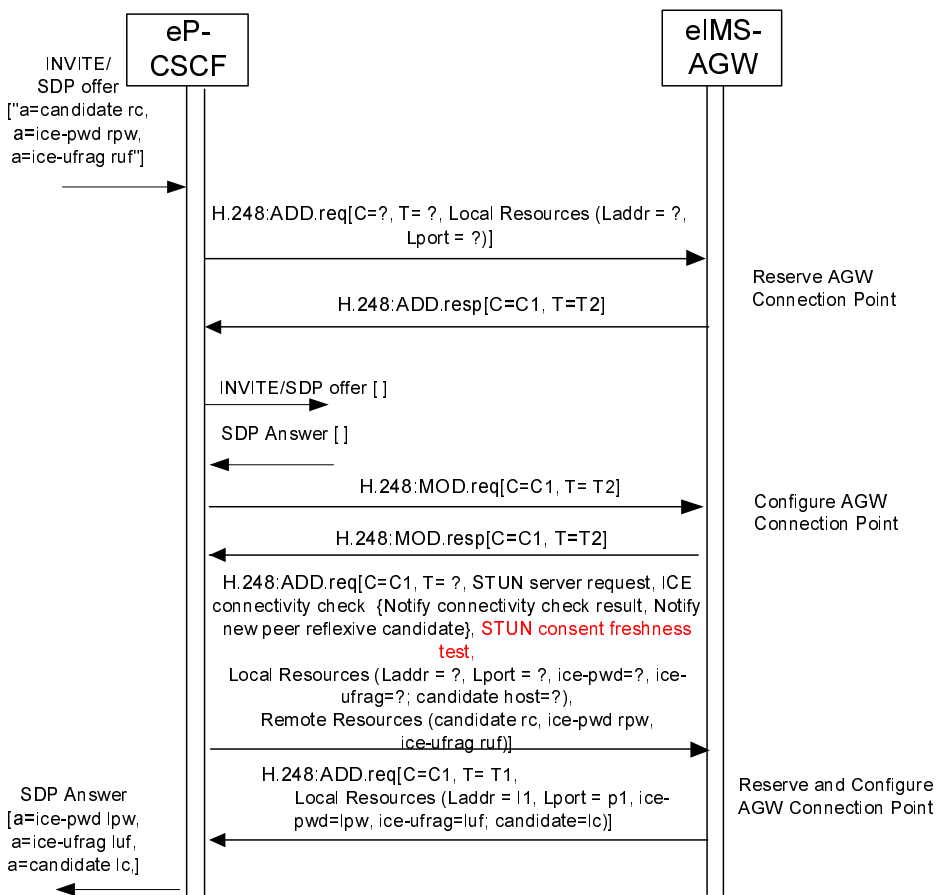 eP-
CSCF
eIMS-
AGW
INVITE/
SDP offer
["a=candidate rc,
a=ice-pwd rpw,
a=ice-ufrag ruf"]
H.248:ADD.req[C=?, T= ?, Local Resources (Laddr = ?,
Lport = ?)]
Reserve AGW
Connection Point
H.248:ADD.resp[C=C1, T=T2]
INVITE/SDP offer [ ]
SDP Answer [ ]
H.248:MOD.req[C=C1, T= T2]
Configure AGW
Connection Point
H.248:MOD.resp[C=C1, T=T2]
H.248:ADD.req[C=C1, T= ?, STUN server request, ICE
connectivity check {Notify connectivity check result, Notify
new peer reflexive candidate}, STUN consent freshness
test,
Local Resources (Laddr = ?, Lport = ?, ice-pwd=?, ice-
ufrag=?; candidate host=?),
Remote Resources (candidate rc, ice-pwd rpw,
ice-ufrag ruf)]
H.248:ADD.req[C=C1, T= T1,
Local Resources (Laddr = l1, Lport = p1, ice-
pwd=lpw, ice-ufrag=luf; candidate=lc)]
Reserve and Configure
AGW Connection Point
SDP Answer
[a=ice-pwd lpw,
a=ice-ufrag luf,
a=candidate lc,]